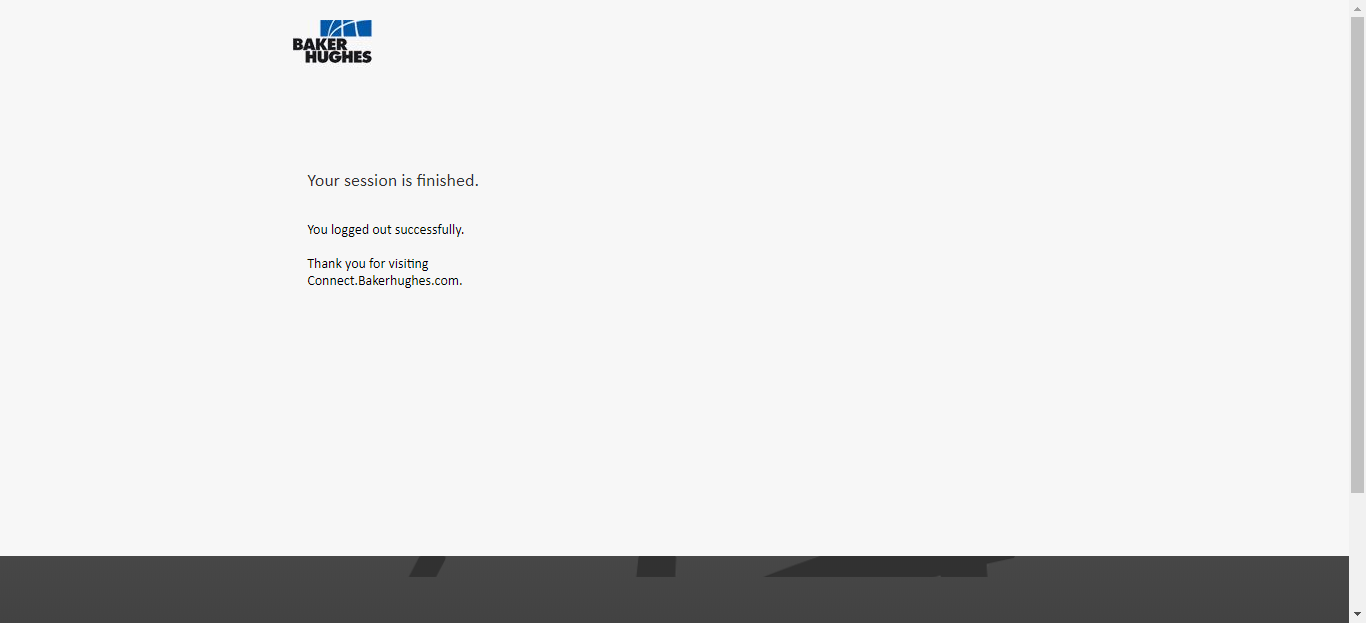 BAKER
HUGHES
Your session is finished.
You logged out successfully.
Thank you for visiting
Connect.Bakerhughes.com.